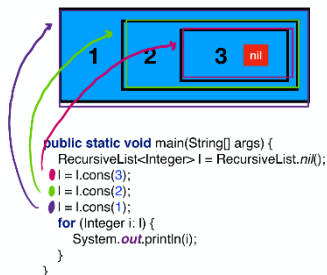 1 2 3 nil
public static void main(String[] args) {
RecursiveList<Integer> l = RecursiveList.nil();
l = l.cons(3);
l = l.cons(2);
l = l.cons(1);
for (Integer i: l) {
System.out.println(i);
}
}